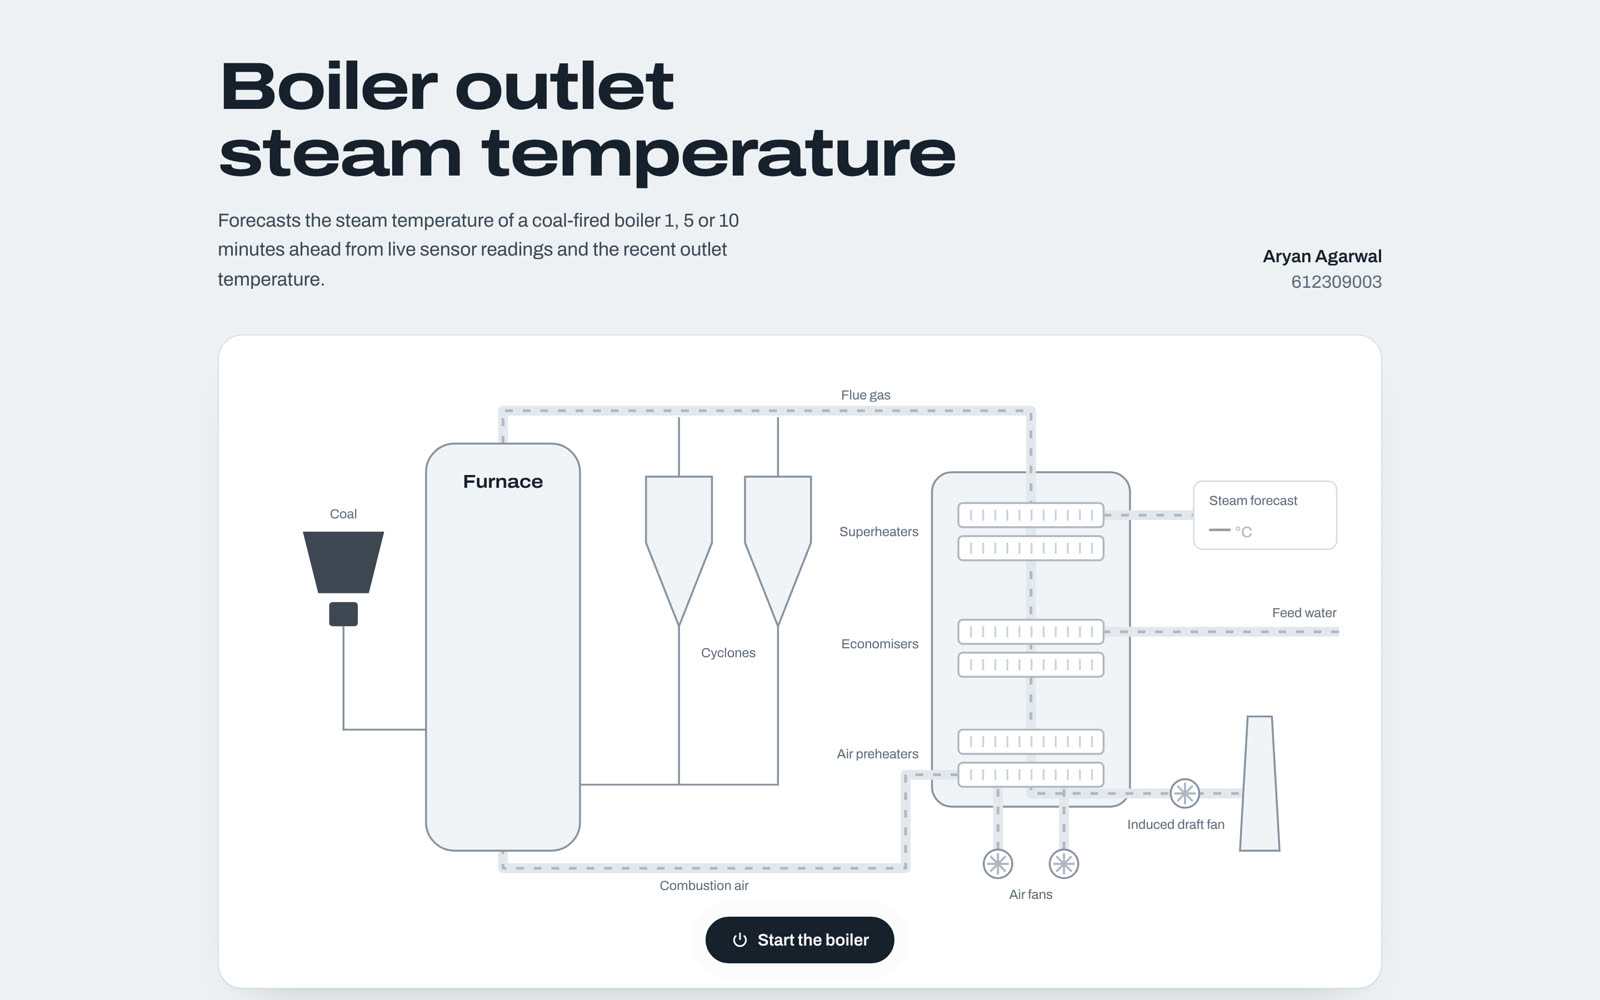 Boiler outlet
steam temperature
Forecasts the steam temperature of a coal-fired boiler 1, 5 or 10
minutes ahead from live sensor readings and the recent outlet
temperature.
Aryan Agarwal
612309003
Flue gas
Furnace
Coal
Superheaters
Steam forecast
— °C
Feed water
Economisers
Cyclones
Air preheaters
Induced draft fan
Combustion air
Air fans
Start the boiler